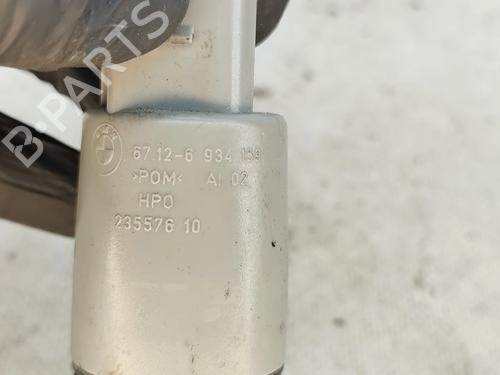 B-PARTS
67.12-6 934 159
>POM< AI 02
HPO
235576 10